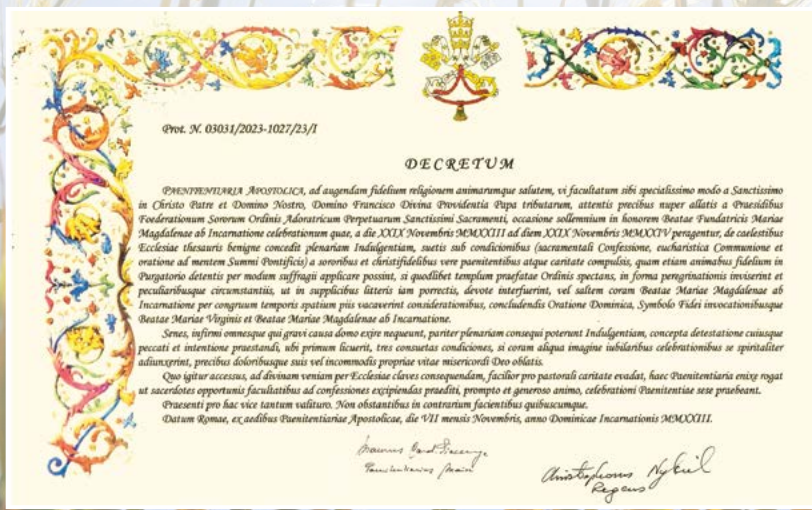 Prot. N. 03031/2023-1027/23/I
DECRETUM
PAENITENTIARIA APOSTOLICA, ad augendam fidelium religionem animarumque salutem, vi facultatum sibi specialissimo modo a Sanctissimo
in Christo Patre et Domino Nostro, Domino Francisco Divina Providentia Papa tributarum, attentis precibus nuper allatis a Praesidibus
Foederationum Sororum Ordinis Adoratricum Perpetuarum Sanctissimi Sacramenti, occasione sollemnium in honorem Beatae Fundatricis Mariae
Magdalenae ab Incarnatione celebrationum quae, a die XXIX Novembris MMXXIII ad diem XXIX Novembris MMXXIV peragentur, de caelestibus
Ecclesiae thesauris benigne concedit plenariam Indulgentiam, suetis sub condicionibus (sacramentali Confessione, eucharistica Communione et
oratione ad mentem Summi Pontificis) a sororibus et christifidelibus vere paenitentibus atque caritate compulsis, quam etiam animabus fidelium in
Purgatorio detentis per modum suffragii applicare possint, si quodlibet templum praefatae Ordinis spectans, in forma peregrinationis inviserint et
peculiaribusque circumstantiis, ut in supplicibus litteris iam porrectis, devote interfuerint, vel saltem coram Beatae Mariae Magdalenae ab
Incarnatione per congruum temporis spatium piis vacaverint considerationibus, concludendis Oratione Dominica, Symbolo Fidei invocationibusque
Beatae Mariae Virginis et Beatae Mariae Magdalenae ab Incarnatione.
Senes, infirmi omnesque qui gravi causa domo exire nequeunt, pariter plenariam consequi poterunt Indulgentiam, concepta detestatione cuiusque
peccati et intentione praestandi, ubi primum licuerit, tres consuetas condiciones, si coram aliqua imagine iubilaribus celebrationibus se spiritaliter
adiunxerint, precibus doloribusque suis vel incommodis propriae vitae misericordi Deo oblatis.
Quo igitur accessus, ad divinam veniam per Ecclesiae claves consequendam, facilior pro pastorali caritate evadat, haec Paenitentiaria enixe rogat
ut sacerdotes opportunis facultatibus ad confessiones excipiendas praediti, prompto et generoso animo, celebrationi Paenitentiae sese praebeant.
Praesenti pro hac vice tantum valituro. Non obstantibus in contrarium facientibus quibuscumque.
Datum Romae, ex aedibus Paenitentiariae Apostolicae, die VII mensis Novembris, anno Dominicae Incarnationis MMXXIII.
Maurus Card. Piacenza
Paenitentiarius Maior
Christophorus Nykiel
Regens